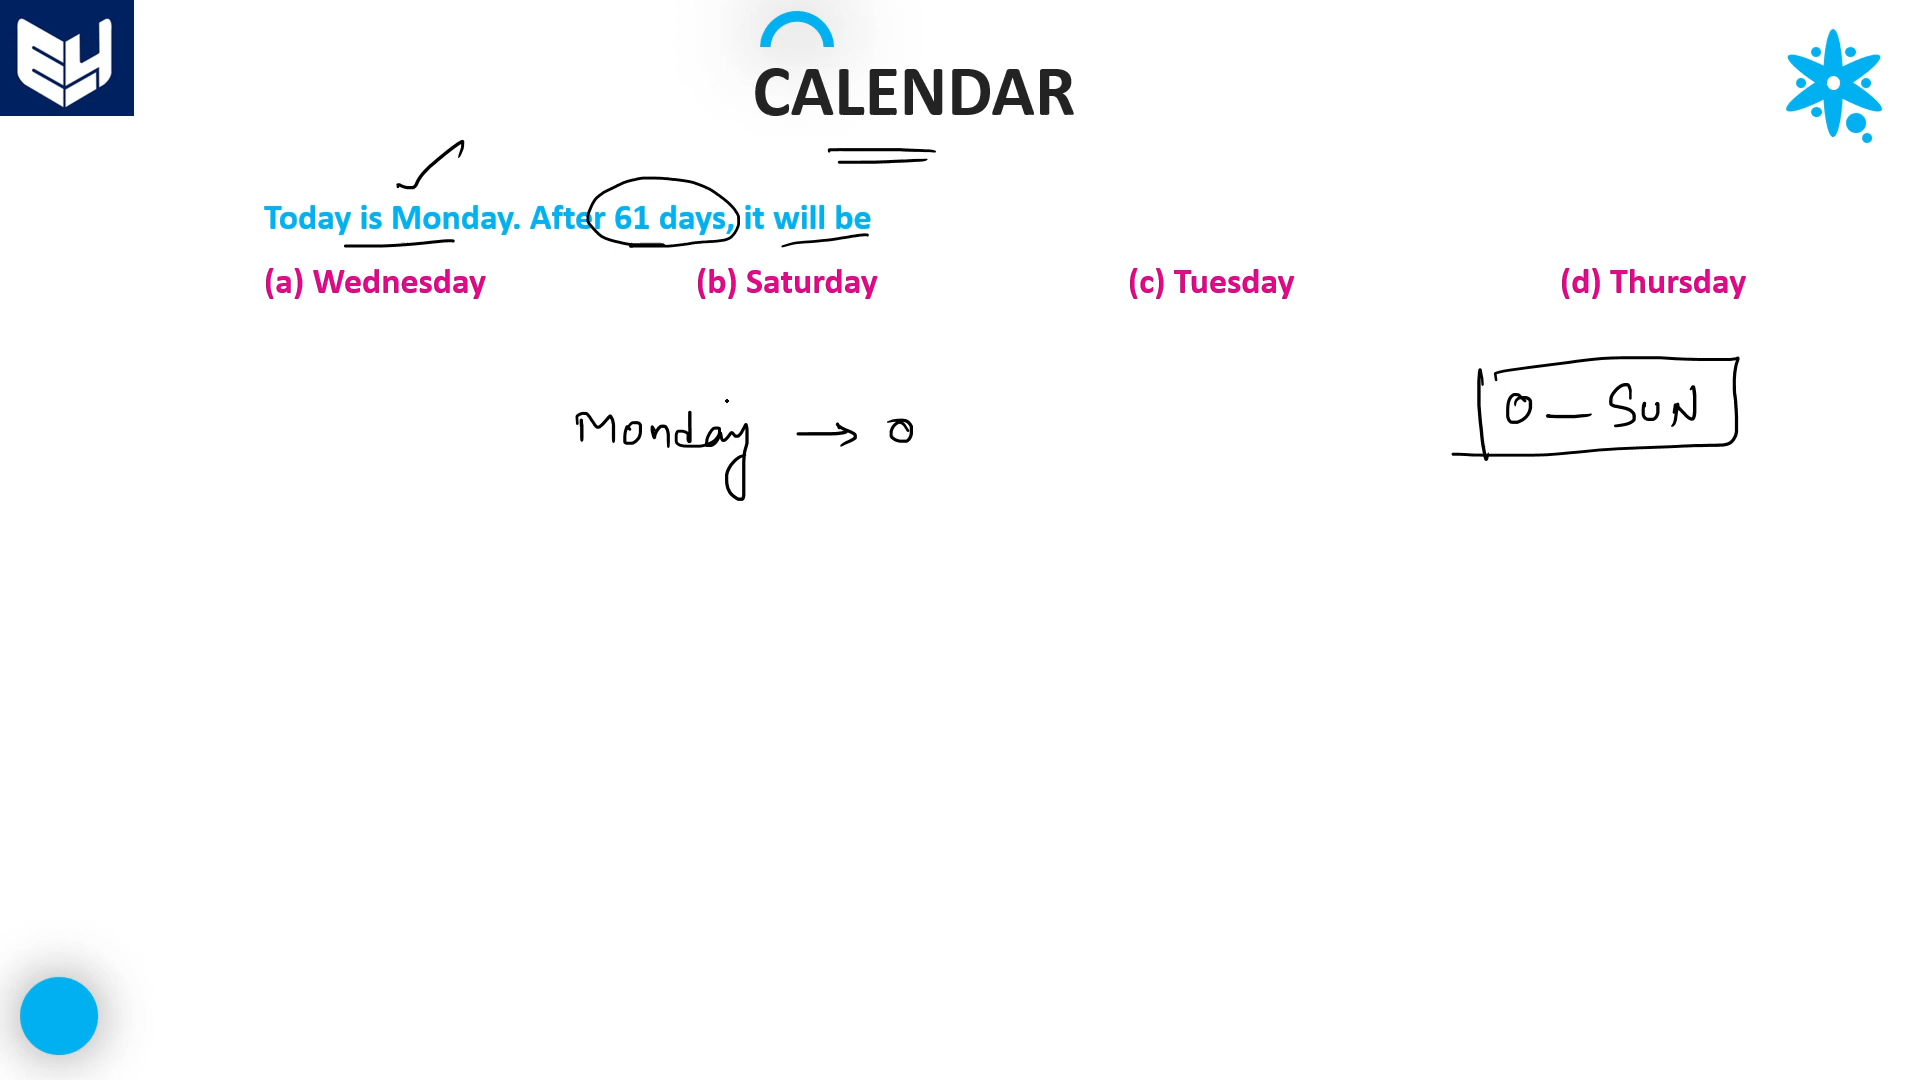 CALENDAR
Today is Monday. After 61 days, it will be
(a) Wednesday (b) Saturday (c) Tuesday (d) Thursday
Monday → 0
0 — SUN